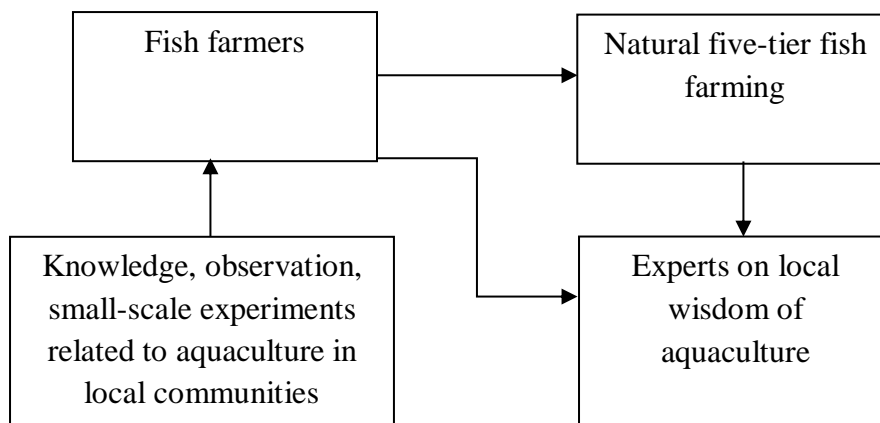 Fish farmers
Natural five-tier fish
farming
Knowledge, observation,
small-scale experiments
related to aquaculture in
local communities
Experts on local
wisdom of
aquaculture